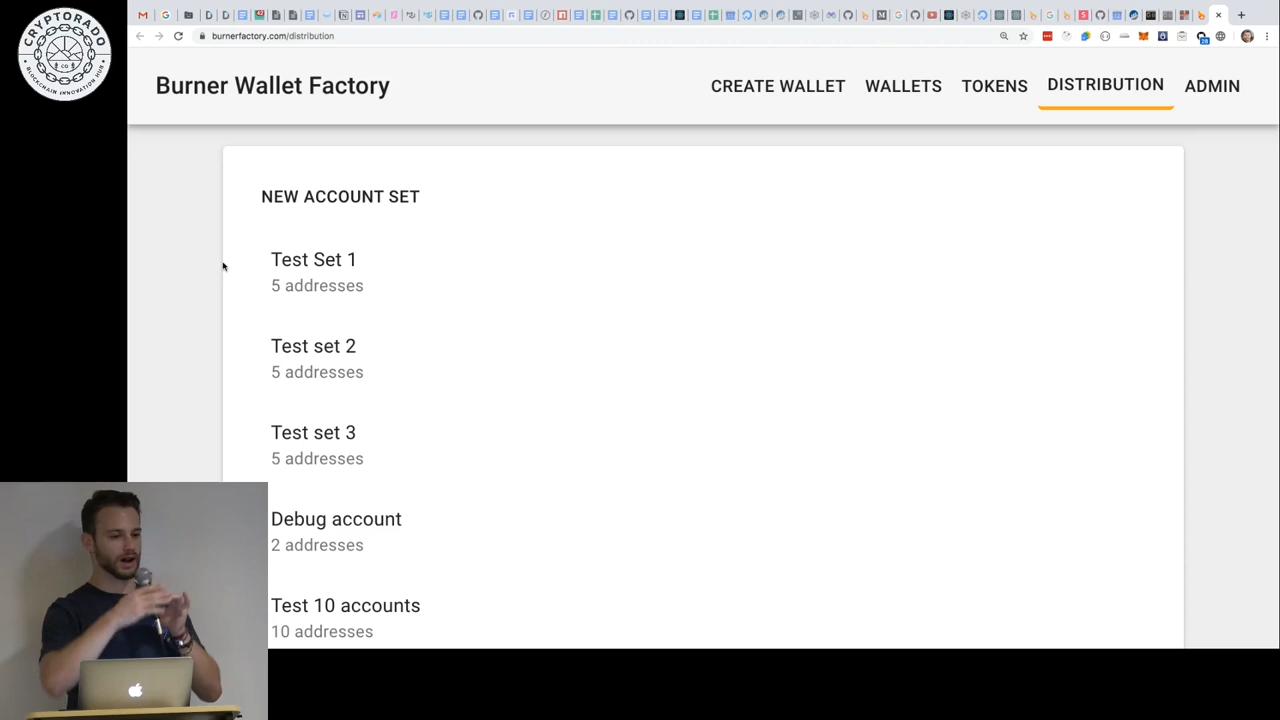 CRYPTORADO
CO
BLOCKCHAIN INNOVATION HUB
burnerfactory.com/distribution
Burner Wallet Factory
CREATE WALLET
WALLETS
TOKENS
DISTRIBUTION
ADMIN
NEW ACCOUNT SET
Test Set 1
5 addresses
Test set 2
5 addresses
Test set 3
5 addresses
Debug account
2 addresses
Test 10 accounts
10 addresses